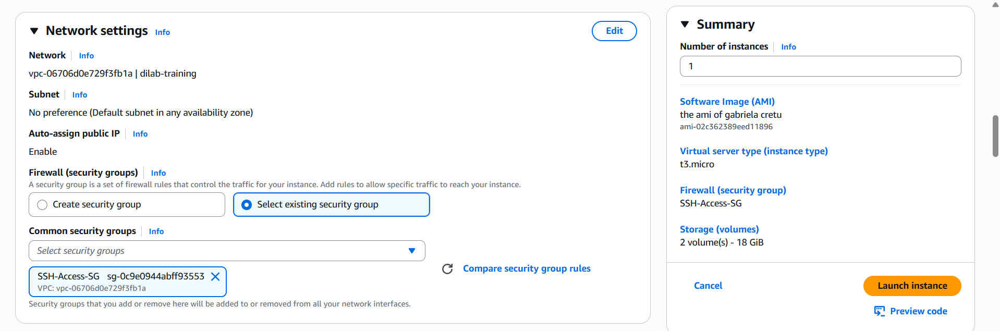 Network settings Info
Edit
Network Info
vpc-06706d0e729f3fb1a | dilab-training
Subnet Info
No preference (Default subnet in any availability zone)
Auto-assign public IP Info
Enable
Firewall (security groups) Info
A security group is a set of firewall rules that control the traffic for your instance. Add rules to allow specific traffic to reach your instance.
Create security group
Select existing security group
Common security groups Info
Select security groups
SSH-Access-SG sg-0c9e0944abff93553
VPC: vpc-06706d0e729f3fb1a
Compare security group rules
Security groups that you add or remove here will be added to or removed from all your network interfaces.
Summary
Number of instances Info
1
Software Image (AMI)
the ami of gabriela cretu
ami-02c362389eed11896
Virtual server type (instance type)
t3.micro
Firewall (security group)
SSH-Access-SG
Storage (volumes)
2 volume(s) - 18 GiB
Cancel
Launch instance
Preview code